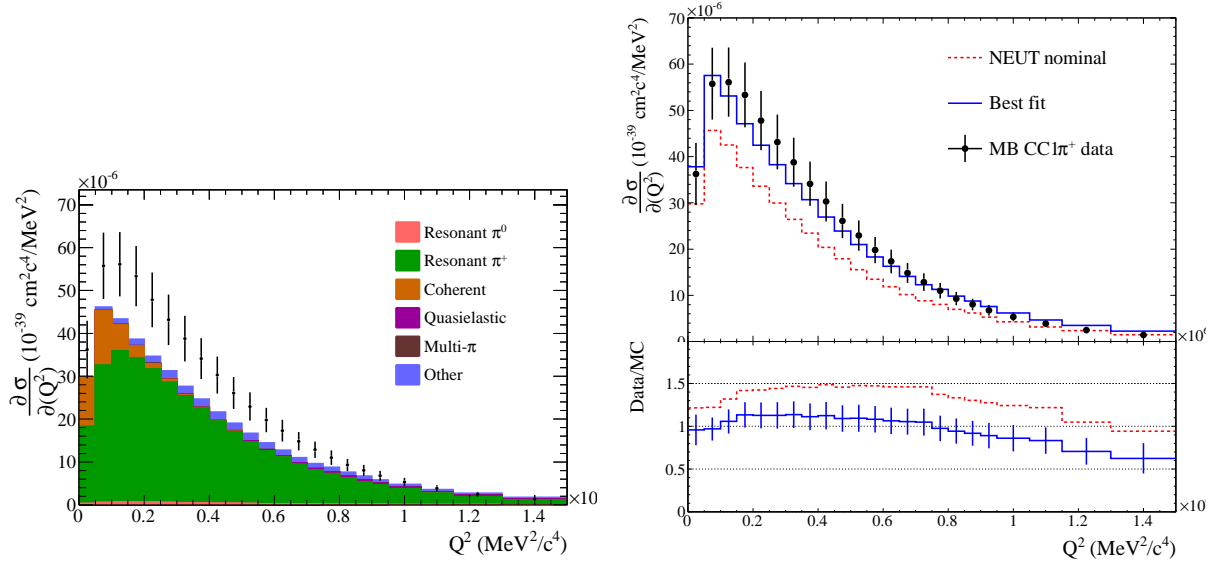 ×10⁻⁶
∂σ/∂(Q²) (10⁻³⁹ cm²c⁴/MeV²)
70
60
50
40
30
20
10
0
Resonant π⁰
Resonant π⁺
Coherent
Quasielastic
Multi-π
Other
0 0.2 0.4 0.6 0.8 1 1.2 1.4
×10
Q² (MeV²/c⁴)
×10⁻⁶
∂σ/∂(Q²) (10⁻³⁹ cm²c⁴/MeV²)
70
60
50
40
30
20
10
0
NEUT nominal
Best fit
MB CC1π⁺ data
Data/MC
1.5
1
0.5
0
0 0.2 0.4 0.6 0.8 1 1.2 1.4
Q² (MeV²/c⁴)